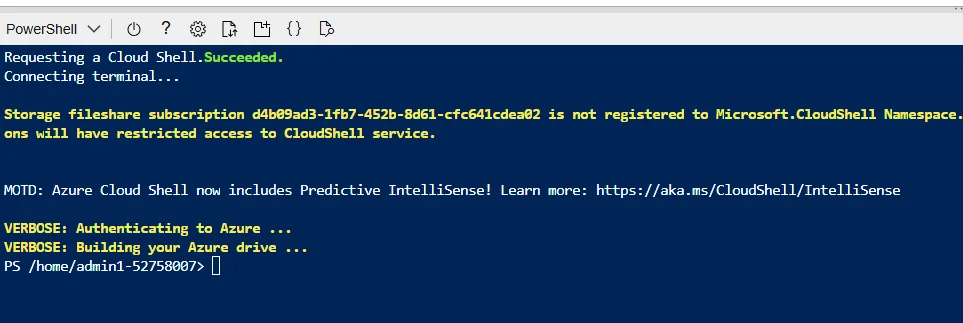 PowerShell
Requesting a Cloud Shell.Succeeded.
Connecting terminal...
Storage fileshare subscription d4b09ad3-1fb7-452b-8d61-cfc641cdea02 is not registered to Microsoft.CloudShell Namespace.
ons will have restricted access to CloudShell service.
MOTD: Azure Cloud Shell now includes Predictive IntelliSense! Learn more: https://aka.ms/CloudShell/IntelliSense
VERBOSE: Authenticating to Azure ...
VERBOSE: Building your Azure drive ...
PS /home/admin1-52758007>